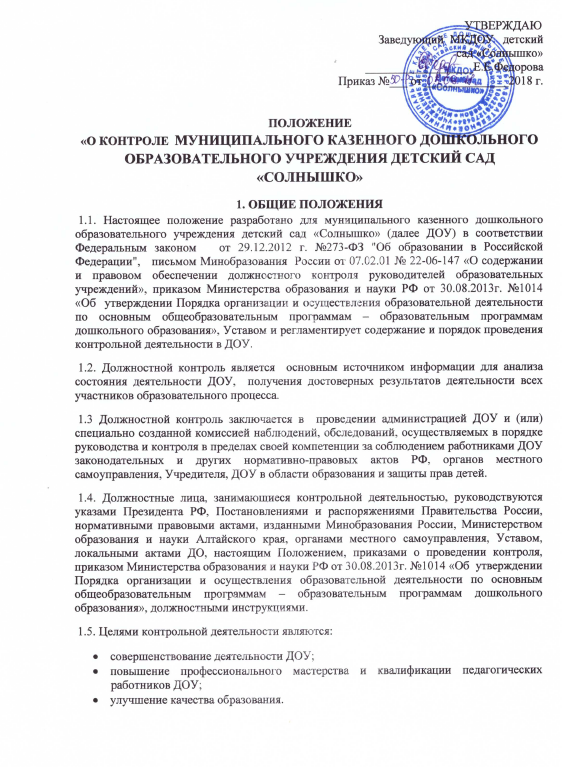 УТВЕРЖДАЮ
Заведующий МКДОУ детский
сад «Солнышко»
Е.Е.Федорова
Приказ № от 2018 г.
МКДОУ
«Солнышко»
ПОЛОЖЕНИЕ
«О КОНТРОЛЕ МУНИЦИПАЛЬНОГО КАЗЕННОГО ДОШКОЛЬНОГО
ОБРАЗОВАТЕЛЬНОГО УЧРЕЖДЕНИЯ ДЕТСКИЙ САД
«СОЛНЫШКО»
1. ОБЩИЕ ПОЛОЖЕНИЯ
1.1. Настоящее положение разработано для муниципального казенного дошкольного
образовательного учреждения детский сад «Солнышко» (далее ДОУ) в соответствии
Федеральным законом от 29.12.2012 г. №273-ФЗ "Об образовании в Российской
Федерации", письмом Минобразования России от 07.02.01 № 22-06-147 «О содержании
и правовом обеспечении должностного контроля руководителей образовательных
учреждений», приказом Министерства образования и науки РФ от 30.08.2013г. №1014
«Об утверждении Порядка организации и осуществления образовательной деятельности
по основным общеобразовательным программам – образовательным программам
дошкольного образования», Уставом и регламентирует содержание и порядок проведения
контрольной деятельности в ДОУ.
1.2. Должностной контроль является основным источником информации для анализа
состояния деятельности ДОУ, получения достоверных результатов деятельности всех
участников образовательного процесса.
1.3 Должностной контроль заключается в проведении администрацией ДОУ и (или)
специально созданной комиссией наблюдений, обследований, осуществляемых в порядке
руководства и контроля в пределах своей компетенции за соблюдением работниками ДОУ
законодательных и других нормативно-правовых актов РФ, органов местного
самоуправления, Учредителя, ДОУ в области образования и защиты прав детей.
1.4. Должностные лица, занимающиеся контрольной деятельностью, руководствуются
указами Президента РФ, Постановлениями и распоряжениями Правительства России,
нормативными правовыми актами, изданными Минобразования России, Министерством
образования и науки Алтайского края, органами местного самоуправления, Уставом,
локальными актами ДО, настоящим Положением, приказами о проведении контроля,
приказом Министерства образования и науки РФ от 30.08.2013г. №1014 «Об утверждении
Порядка организации и осуществления образовательной деятельности по основным
общеобразовательным программам – образовательным программам дошкольного
образования», должностными инструкциями.
1.5. Целями контрольной деятельности являются:
• совершенствование деятельности ДОУ;
• повышение профессионального мастерства и квалификации педагогических
работников ДОУ;
• улучшение качества образования.